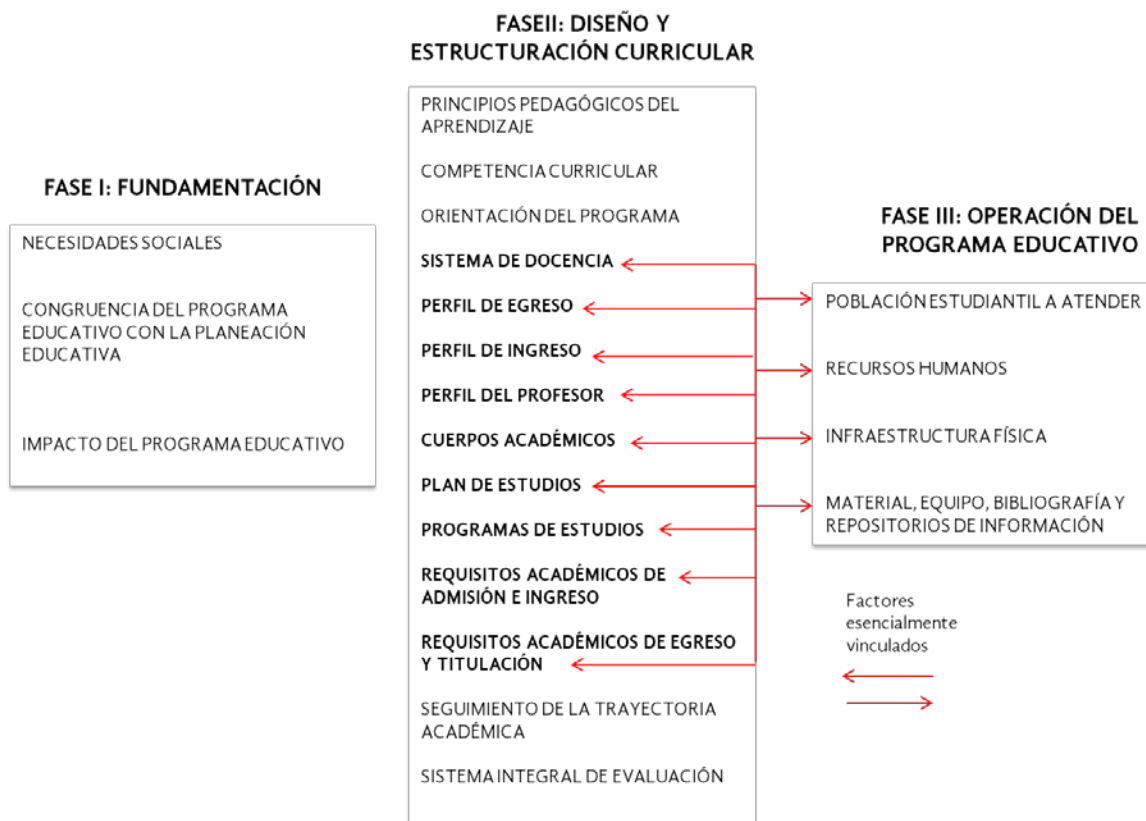 FASE I: FUNDAMENTACIÓN
NECESIDADES SOCIALES
CONGRUENCIA DEL PROGRAMA
EDUCATIVO CON LA PLANEACIÓN
EDUCATIVA
IMPACTO DEL PROGRAMA EDUCATIVO
FASEII: DISEÑO Y
ESTRUCTURACIÓN CURRICULAR
PRINCIPIOS PEDAGÓGICOS DEL
APRENDIZAJE
COMPETENCIA CURRICULAR
ORIENTACIÓN DEL PROGRAMA
SISTEMA DE DOCENCIA
PERFIL DE EGRESO
PERFIL DE INGRESO
PERFIL DEL PROFESOR
CUERPOS ACADÉMICOS
PLAN DE ESTUDIOS
PROGRAMAS DE ESTUDIOS
REQUISITOS ACADÉMICOS DE
ADMISIÓN E INGRESO
REQUISITOS ACADÉMICOS DE EGRESO
Y TITULACIÓN
SEGUIMIENTO DE LA TRAYECTORIA
ACADÉMICA
SISTEMA INTEGRAL DE EVALUACIÓN
FASE III: OPERACIÓN DEL
PROGRAMA EDUCATIVO
POBLACIÓN ESTUDIANTIL A ATENDER
RECURSOS HUMANOS
INFRAESTRUCTURA FÍSICA
MATERIAL, EQUIPO, BIBLIOGRAFÍA Y
REPOSITORIOS DE INFORMACIÓN
Factores
esencialmente
vinculados